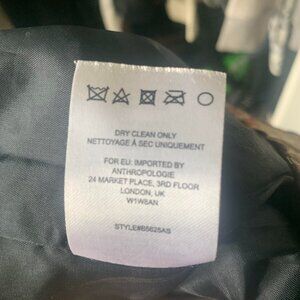 DRY CLEAN ONLY
NETTOYAGE À SEC UNIQUEMENT
FOR EU: IMPORTED BY
ANTHROPOLOGIE
24 MARKET PLACE, 3RD FLOOR
LONDON, UK
W1W8AN
STYLE#B5625AS